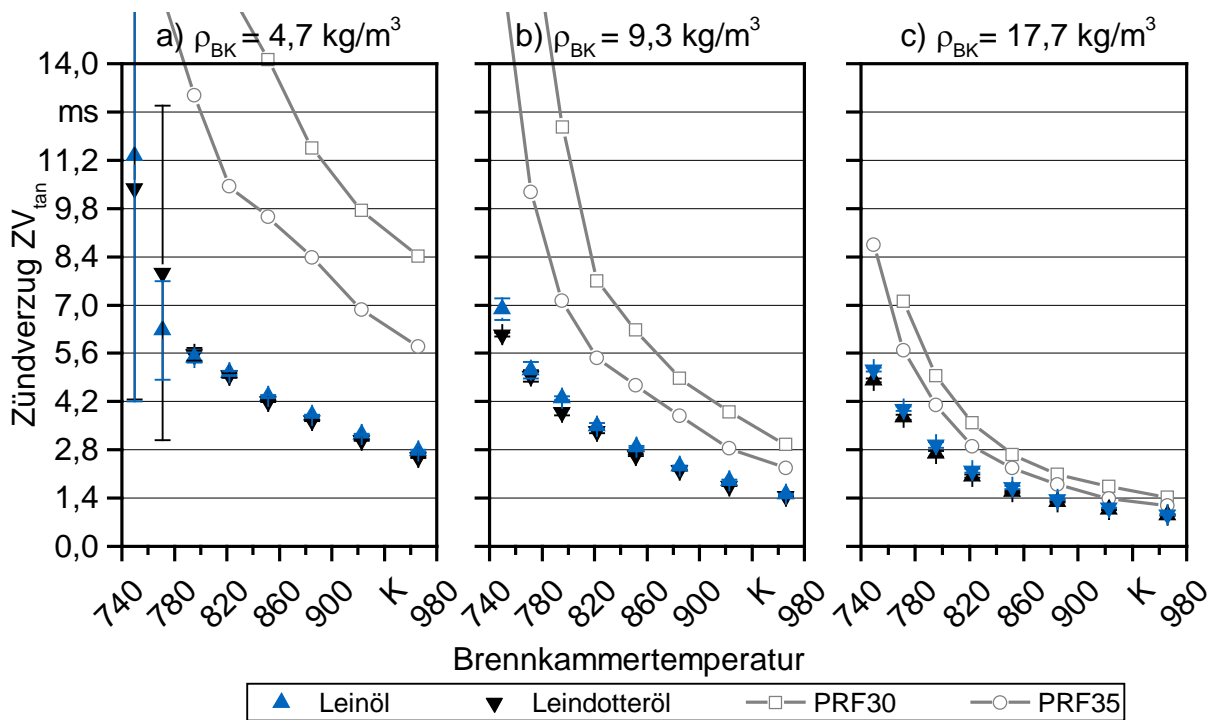 a) ρBK = 4,7 kg/m³ b) ρBK = 9,3 kg/m³ c) ρBK = 17,7 kg/m³
Zündverzug ZVtan
14,0
ms
11,2
9,8
8,4
7,0
5,6
4,2
2,8
1,4
0,0
740 780 820 860 900 K 980 740 780 820 860 K 980 740 780 820 860 900 K 980
Brennkammertemperatur
Leinöl Leindotteröl PRF30 PRF35